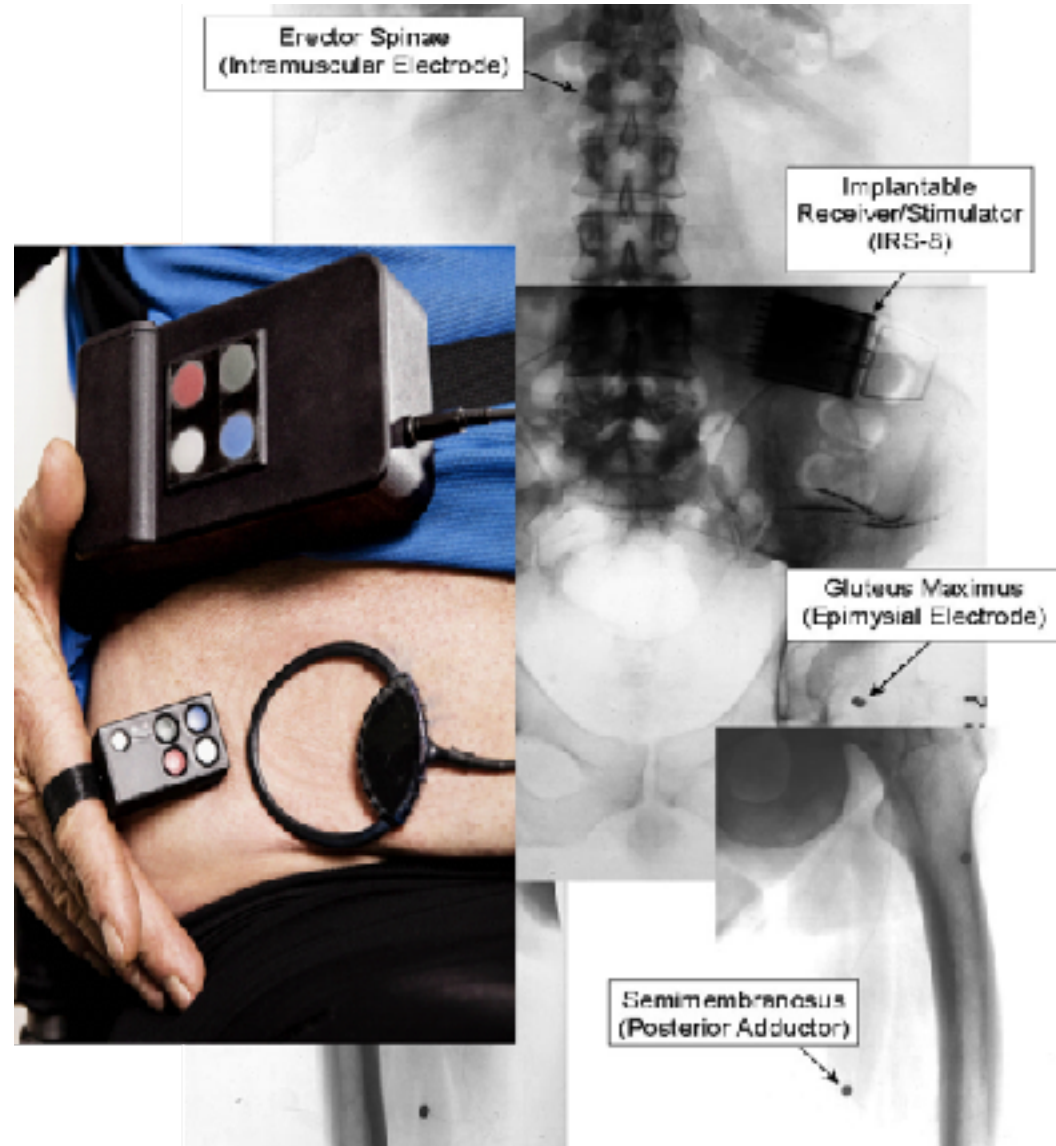 Erector Spinae
(Intramuscular Electrode)
Implantable
Receiver/Stimulator
(IRS-8)
Gluteus Maximus
(Epimysial Electrode)
Semimembranosus
(Posterior Adductor)